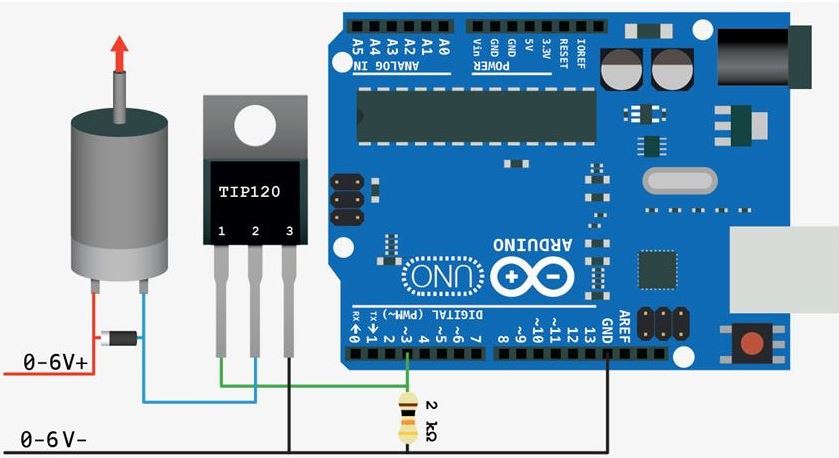 A5 A4 A3 A2 A1 A0
ANALOG IN
Vin GND GND 5V 3.3V RESET IOREF
POWER
TIP120
1 2 3
ARDUINO
UNO
DIGITAL (PWM~)
RX←0 TX→1 2 ~3 4 ~5 ~6 7 8 ~9 ~10 ~11 12 13 GND AREF
0-6V+
2 kΩ
0-6V-